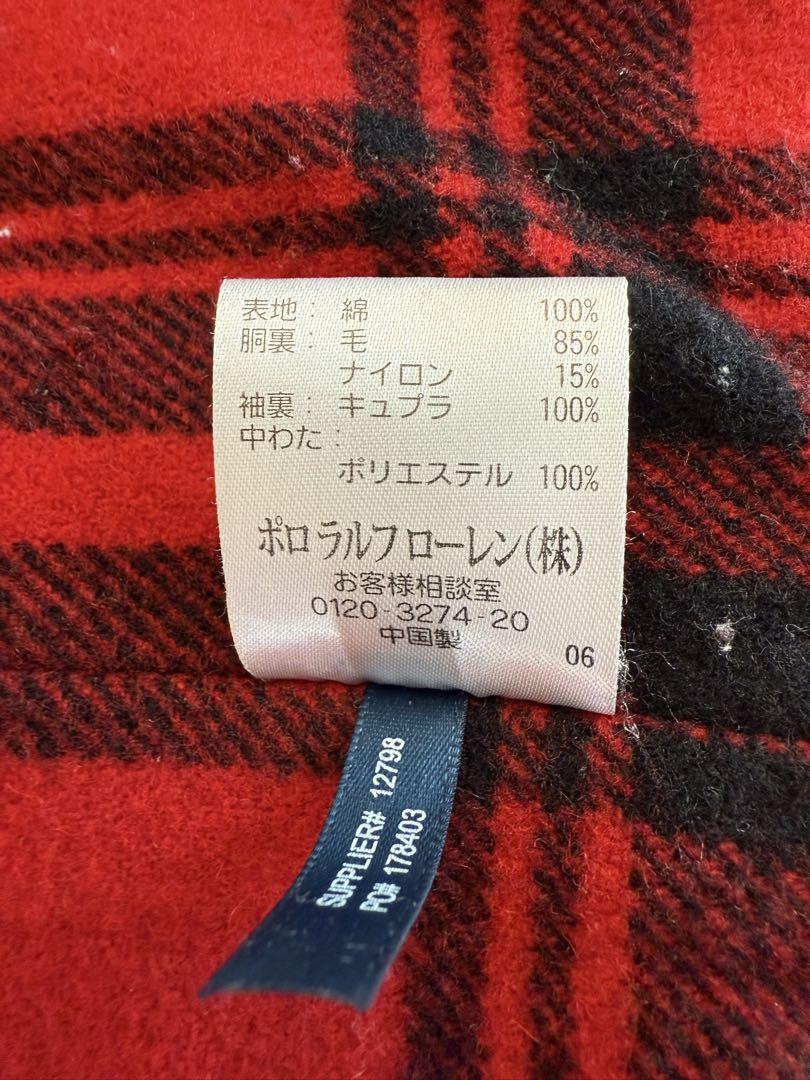 表地: 綿 100%
胴裏: 毛 85%
ナイロン 15%
袖裏: キュプラ 100%
中わた:
ポリエステル 100%
ポロ ラルフ ローレン(株)
お客様相談室
0120-3274-20
中国製
06
SUPPLIER# 12798
PO# 178403